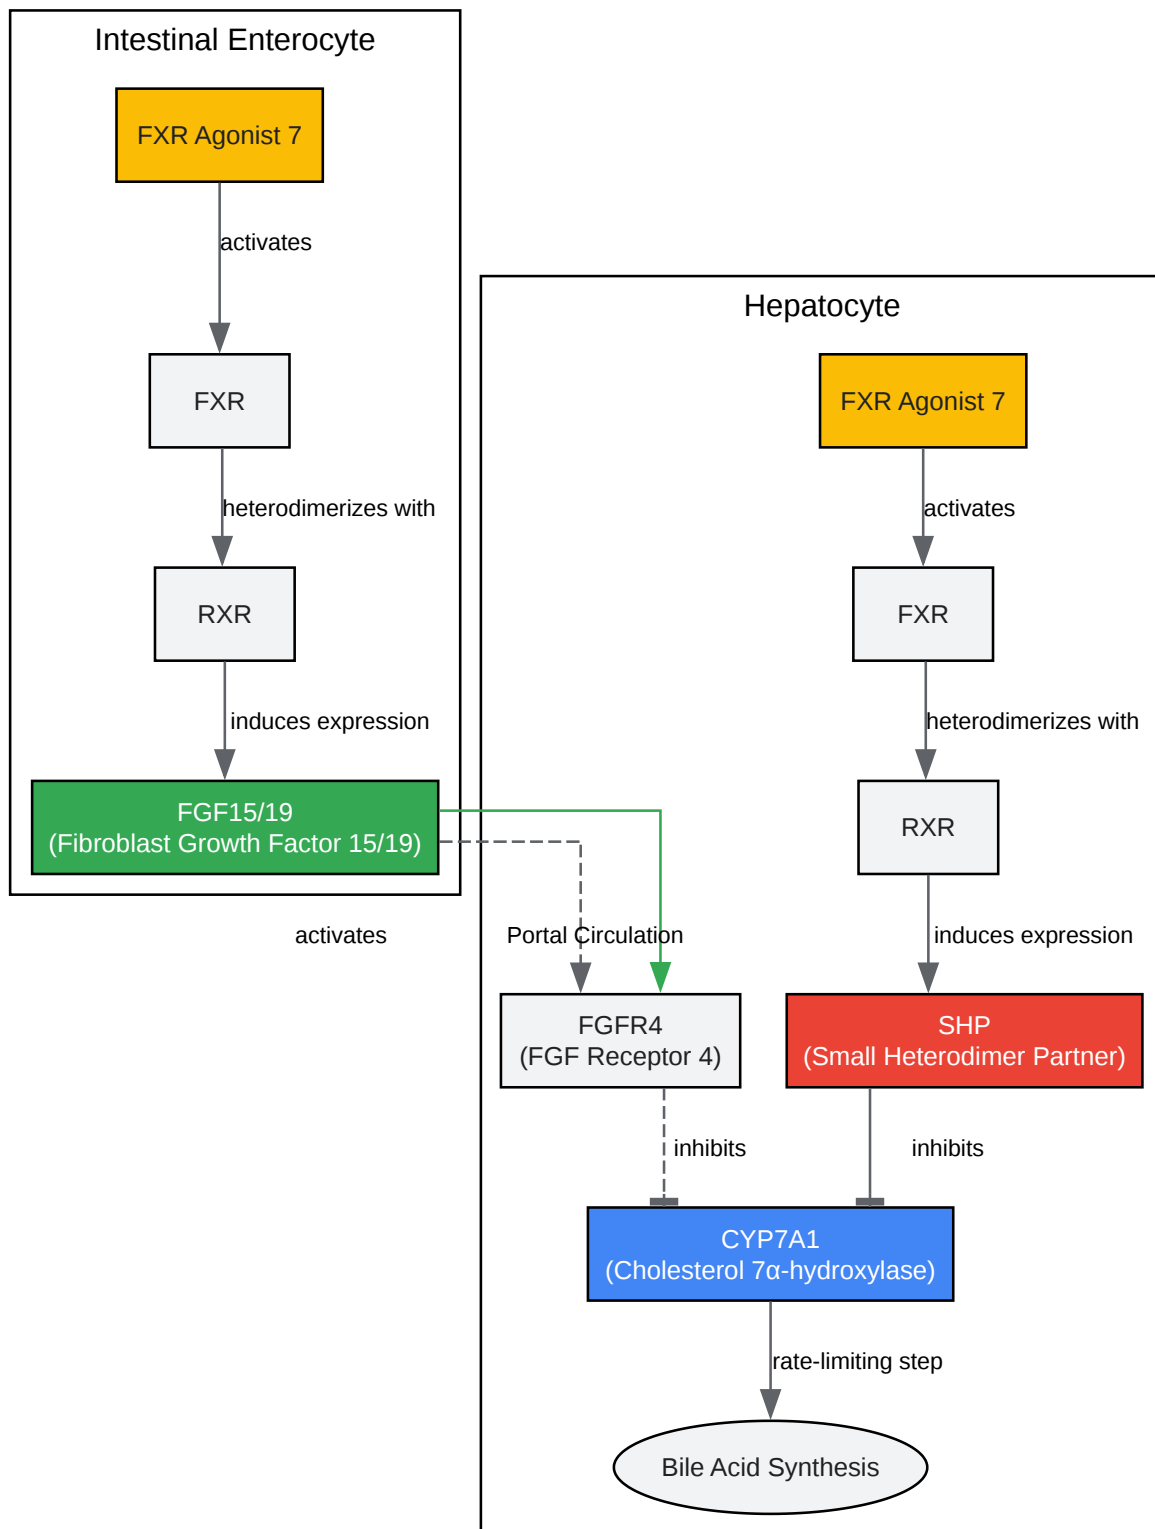 Intestinal Enterocyte
FXR Agonist 7
activates
FXR
heterodimerizes with
RXR
induces expression
FGF15/19
(Fibroblast Growth Factor 15/19)
activates
Portal Circulation
Hepatocyte
FXR Agonist 7
activates
FXR
heterodimerizes with
RXR
induces expression
FGFR4
(FGF Receptor 4)
SHP
(Small Heterodimer Partner)
inhibits
inhibits
CYP7A1
(Cholesterol 7α-hydroxylase)
rate-limiting step
Bile Acid Synthesis